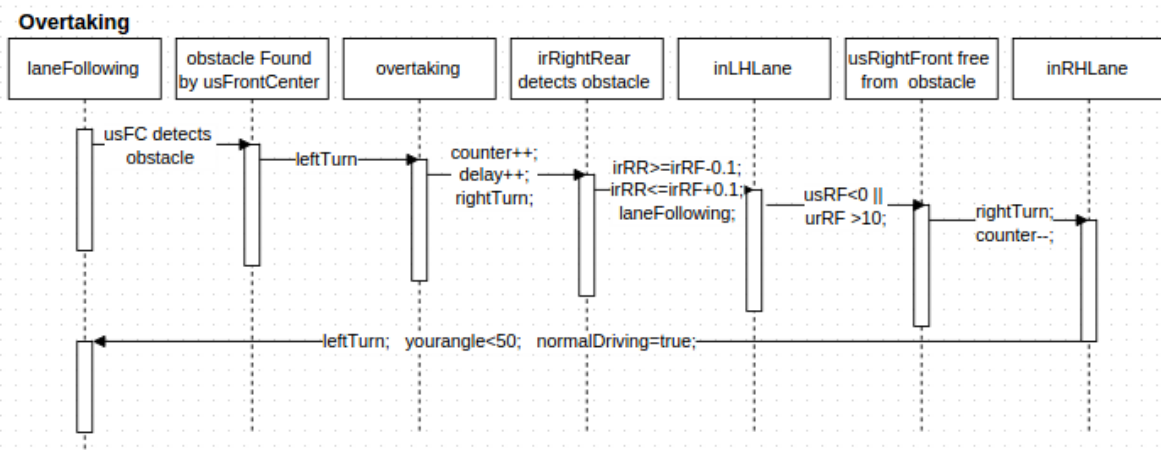 Overtaking
laneFollowing
obstacle Found
by usFrontCenter
overtaking
irRightRear
detects obstacle
inLHLane
usRightFront free
from obstacle
inRHLane
usFC detects
obstacle
leftTurn
counter++;
delay++;
rightTurn;
irRR>=irRF-0.1;
irRR<=irRF+0.1;
laneFollowing;
usRF<0 ||
urRF >10;
rightTurn;
counter--;
leftTurn; yourangle<50; normalDriving=true;